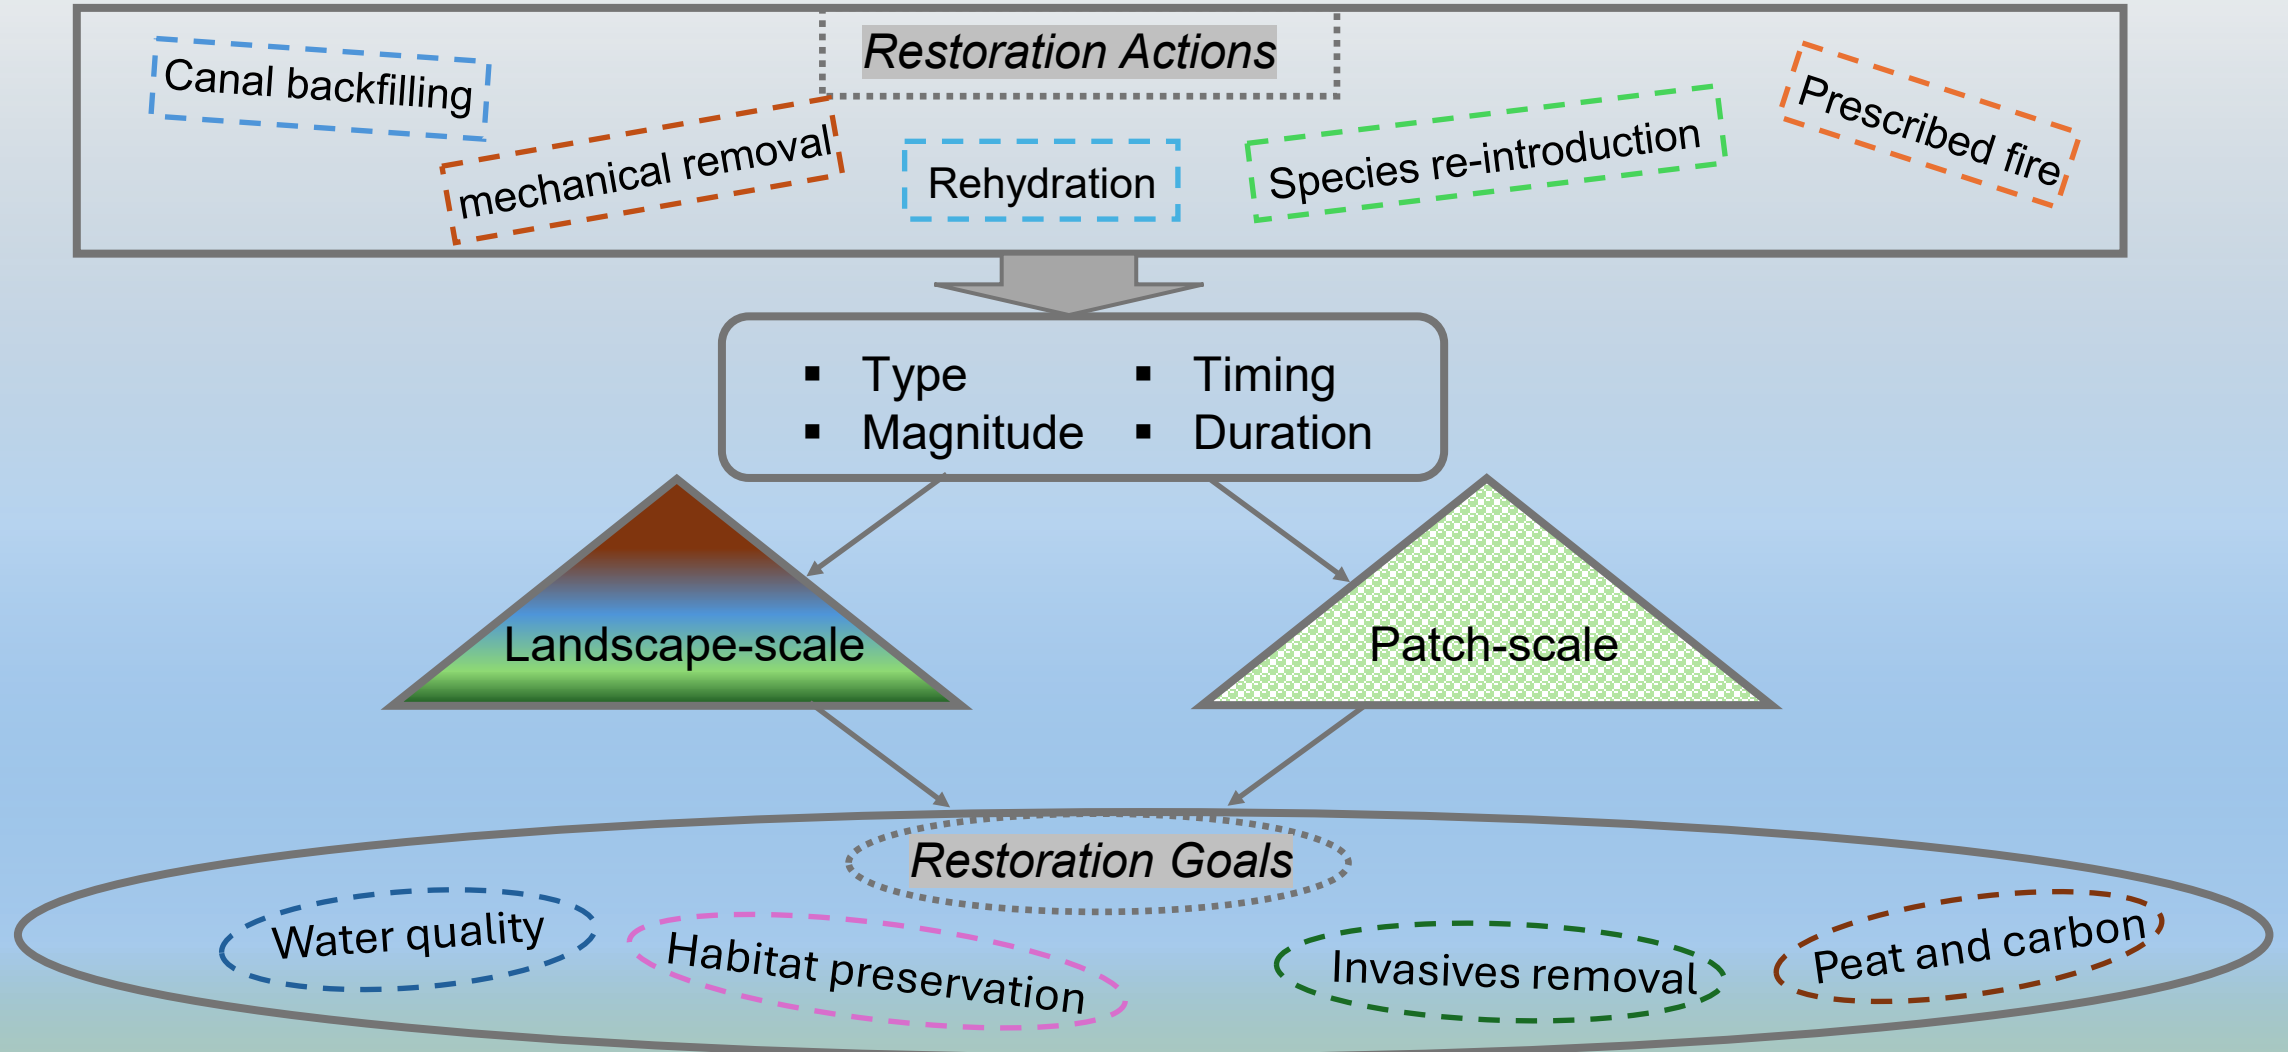 Restoration Actions
Canal backfilling
mechanical removal
Rehydration
Species re-introduction
Prescribed fire
▪ Type
▪ Magnitude
▪ Timing
▪ Duration
Landscape-scale
Patch-scale
Restoration Goals
Water quality
Habitat preservation
Invasives removal
Peat and carbon